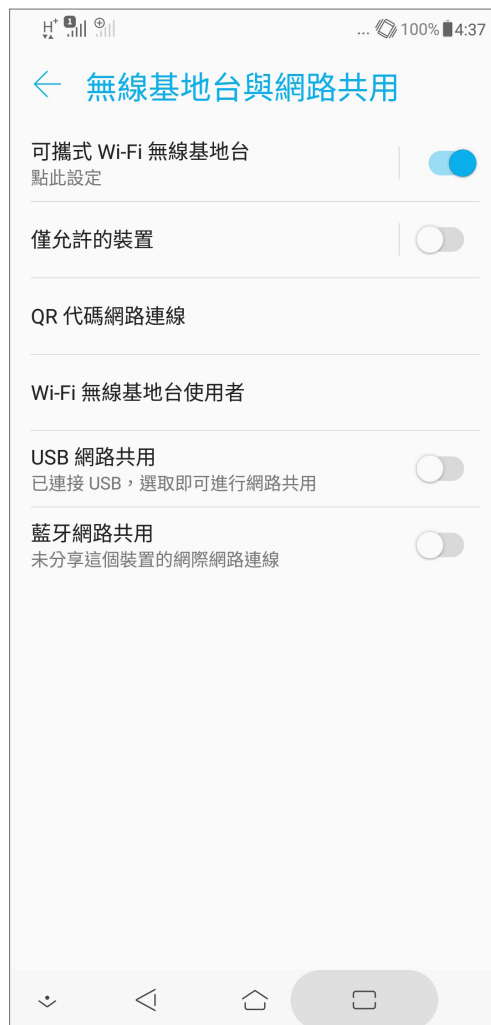 H+ 1 ... 100% 4:37
無線基地台與網路共用
可攜式 Wi-Fi 無線基地台
點此設定
僅允許的裝置
QR 代碼網路連線
Wi-Fi 無線基地台使用者
USB 網路共用
已連接 USB，選取即可進行網路共用
藍牙網路共用
未分享這個裝置的網際網路連線